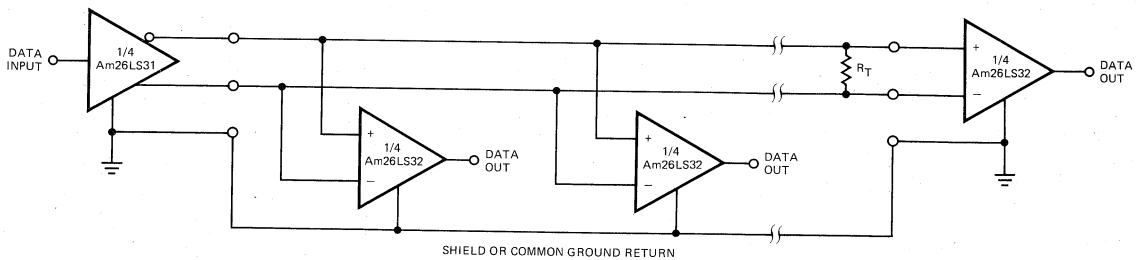 DATA
INPUT
1/4
Am26LS31
+
1/4
Am26LS32
−
DATA
OUT
+
1/4
Am26LS32
−
DATA
OUT
RT
+
1/4
Am26LS32
−
DATA
OUT
SHIELD OR COMMON GROUND RETURN